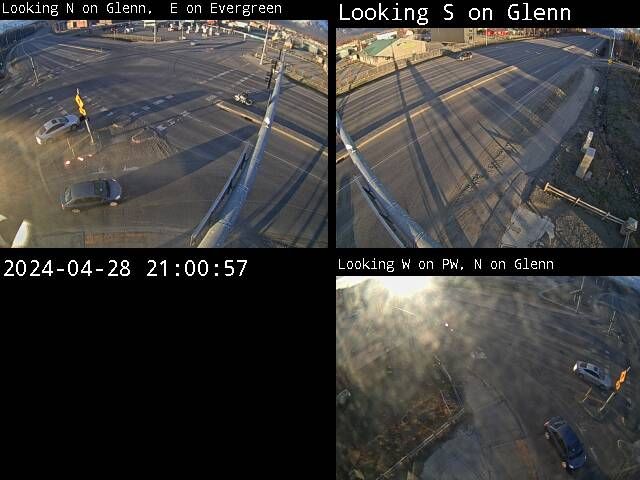 Looking N on Glenn, E on Evergreen
Looking S on Glenn
2024-04-28 21:00:57
Looking W on PW, N on Glenn